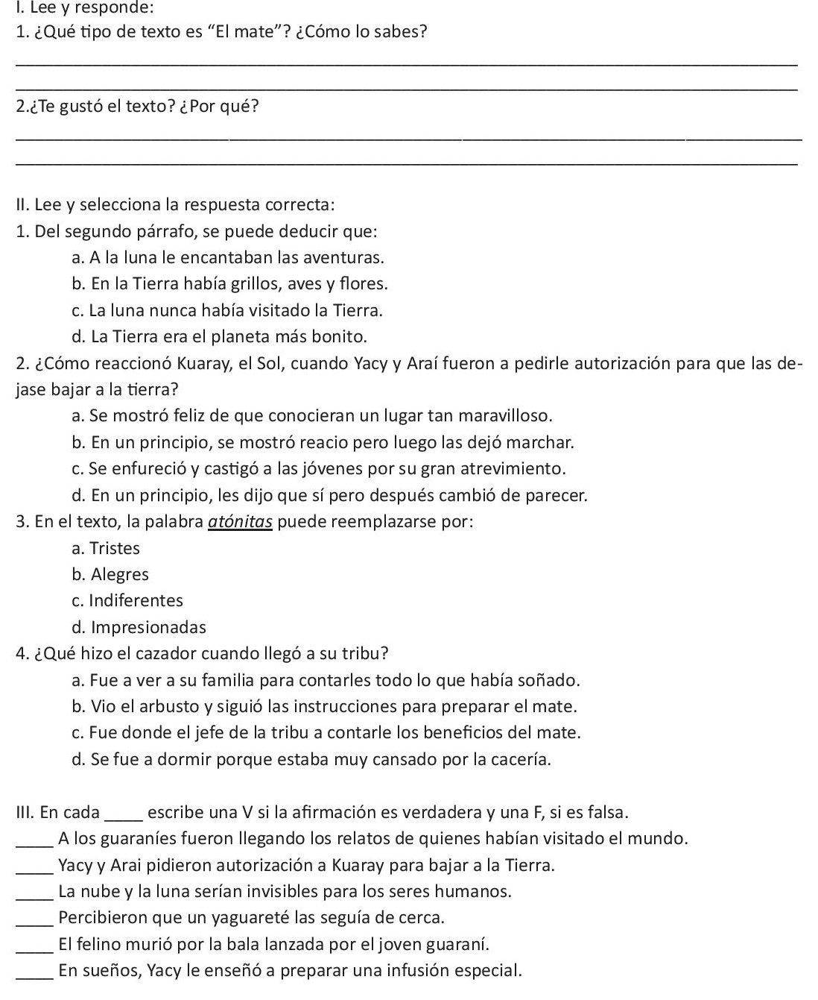 I. Lee y responde:
1. ¿Qué tipo de texto es “El mate”? ¿Cómo lo sabes?
2.¿Te gustó el texto? ¿Por qué?
II. Lee y selecciona la respuesta correcta:
1. Del segundo párrafo, se puede deducir que:
a. A la luna le encantaban las aventuras.
b. En la Tierra había grillos, aves y flores.
c. La luna nunca había visitado la Tierra.
d. La Tierra era el planeta más bonito.
2. ¿Cómo reaccionó Kuaray, el Sol, cuando Yacy y Araí fueron a pedirle autorización para que las de-
jase bajar a la tierra?
a. Se mostró feliz de que conocieran un lugar tan maravilloso.
b. En un principio, se mostró reacio pero luego las dejó marchar.
c. Se enfureció y castigó a las jóvenes por su gran atrevimiento.
d. En un principio, les dijo que sí pero después cambió de parecer.
3. En el texto, la palabra atónitas puede reemplazarse por:
a. Tristes
b. Alegres
c. Indiferentes
d. Impresionadas
4. ¿Qué hizo el cazador cuando llegó a su tribu?
a. Fue a ver a su familia para contarles todo lo que había soñado.
b. Vio el arbusto y siguió las instrucciones para preparar el mate.
c. Fue donde el jefe de la tribu a contarle los beneficios del mate.
d. Se fue a dormir porque estaba muy cansado por la cacería.
III. En cada ____ escribe una V si la afirmación es verdadera y una F, si es falsa.
____ A los guaraníes fueron llegando los relatos de quienes habían visitado el mundo.
____ Yacy y Arai pidieron autorización a Kuaray para bajar a la Tierra.
____ La nube y la luna serían invisibles para los seres humanos.
____ Percibieron que un yaguareté las seguía de cerca.
____ El felino murió por la bala lanzada por el joven guaraní.
____ En sueños, Yacy le enseñó a preparar una infusión especial.